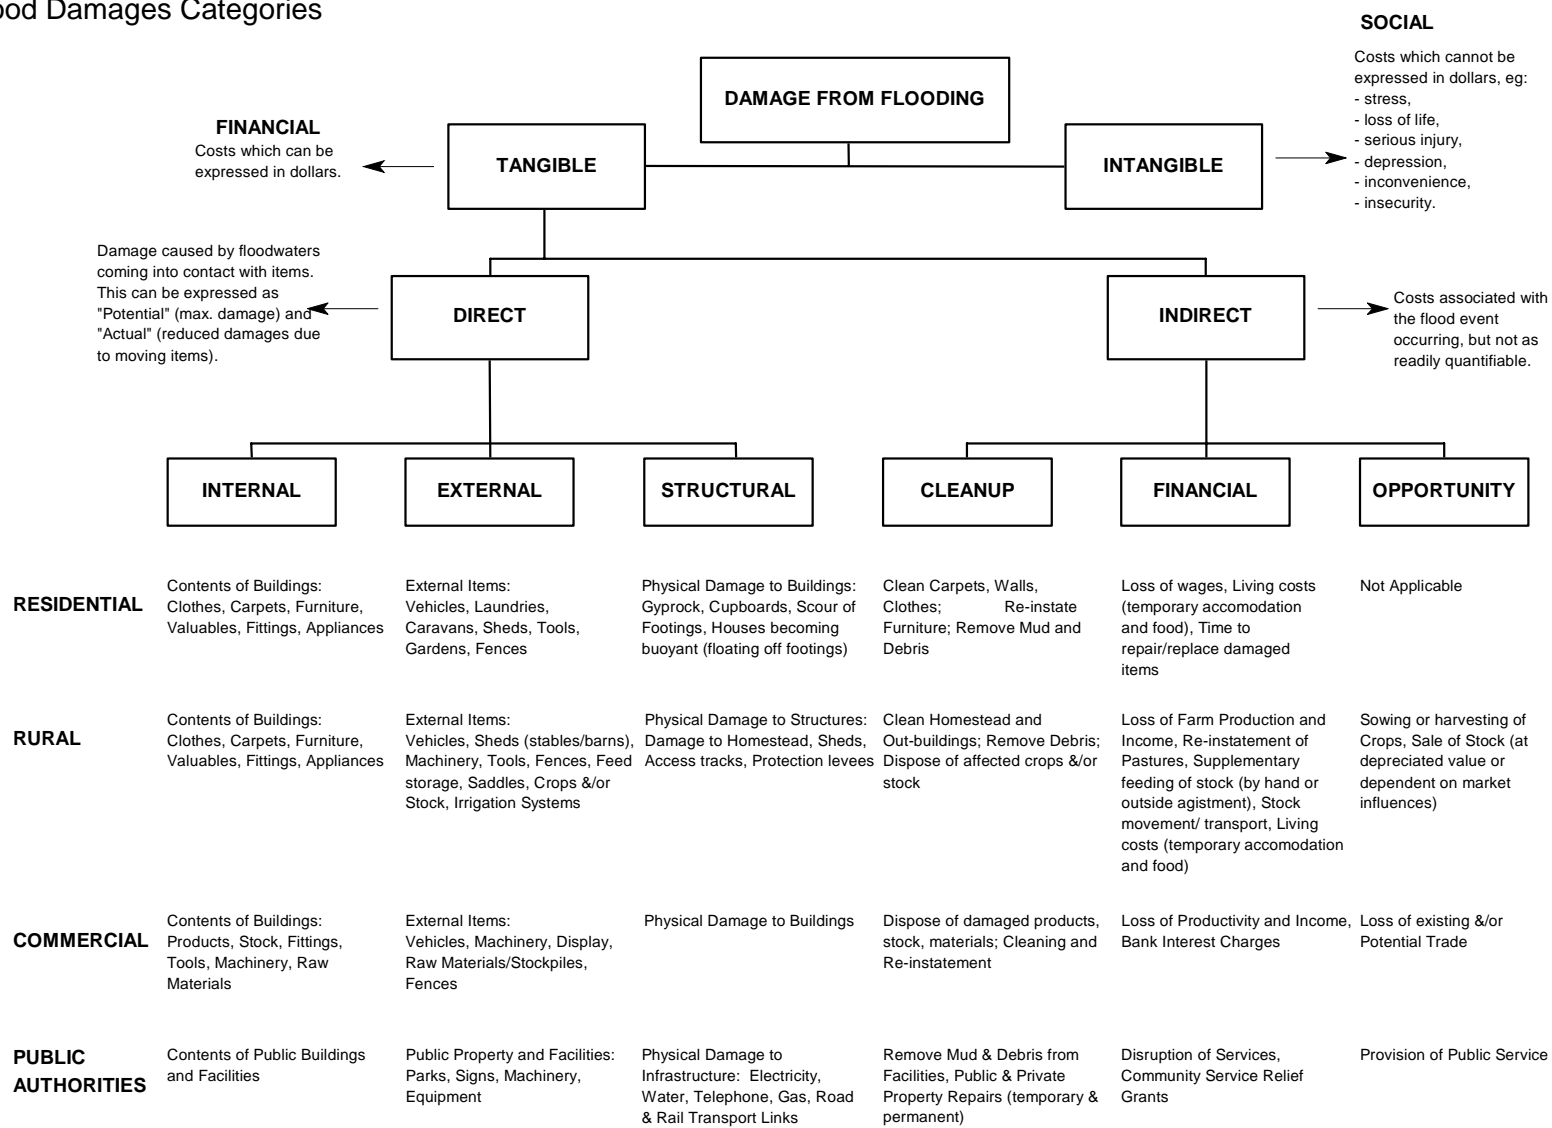 ood Damages Categories
SOCIAL
Costs which cannot be
expressed in dollars, eg:
- stress,
- loss of life,
- serious injury,
- depression,
- inconvenience,
- insecurity.
DAMAGE FROM FLOODING
FINANCIAL
Costs which can be
expressed in dollars.
TANGIBLE
INTANGIBLE
Damage caused by floodwaters
coming into contact with items.
This can be expressed as
"Potential" (max. damage) and
"Actual" (reduced damages due
to moving items).
DIRECT
INDIRECT
Costs associated with
the flood event
occurring, but not as
readily quantifiable.
INTERNAL
EXTERNAL
STRUCTURAL
CLEANUP
FINANCIAL
OPPORTUNITY
RESIDENTIAL
Contents of Buildings:
Clothes, Carpets, Furniture,
Valuables, Fittings, Appliances
External Items:
Vehicles, Laundries,
Caravans, Sheds, Tools,
Gardens, Fences
Physical Damage to Buildings:
Gyprock, Cupboards, Scour of
Footings, Houses becoming
buoyant (floating off footings)
Clean Carpets, Walls,
Clothes; Re-instate
Furniture; Remove Mud and
Debris
Loss of wages, Living costs
(temporary accomodation
and food), Time to
repair/replace damaged
items
Not Applicable
RURAL
Contents of Buildings:
Clothes, Carpets, Furniture,
Valuables, Fittings, Appliances
External Items:
Vehicles, Sheds (stables/barns),
Machinery, Tools, Fences, Feed
storage, Saddles, Crops &/or
Stock, Irrigation Systems
Physical Damage to Structures:
Damage to Homestead, Sheds,
Access tracks, Protection levees
Clean Homestead and
Out-buildings; Remove Debris;
Dispose of affected crops &/or
stock
Loss of Farm Production and
Income, Re-instatement of
Pastures, Supplementary
feeding of stock (by hand or
outside agistment), Stock
movement/ transport, Living
costs (temporary accomodation
and food)
Sowing or harvesting of
Crops, Sale of Stock (at
depreciated value or
dependent on market
influences)
COMMERCIAL
Contents of Buildings:
Products, Stock, Fittings,
Tools, Machinery, Raw
Materials
External Items:
Vehicles, Machinery, Display,
Raw Materials/Stockpiles,
Fences
Physical Damage to Buildings
Dispose of damaged products,
stock, materials; Cleaning and
Re-instatement
Loss of Productivity and Income,
Bank Interest Charges
Loss of existing &/or
Potential Trade
PUBLIC
AUTHORITIES
Contents of Public Buildings
and Facilities
Public Property and Facilities:
Parks, Signs, Machinery,
Equipment
Physical Damage to
Infrastructure: Electricity,
Water, Telephone, Gas, Road
& Rail Transport Links
Remove Mud & Debris from
Facilities, Public & Private
Property Repairs (temporary &
permanent)
Disruption of Services,
Community Service Relief
Grants
Provision of Public Service